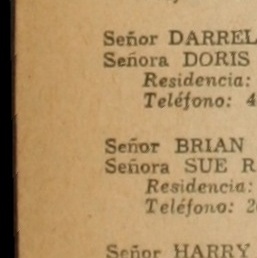 Señor DARREL
Señora DORIS
Residencia:
Teléfono: 4
Señor BRIAN
Señora SUE R
Residencia:
Teléfono: 2
Señor HARRY